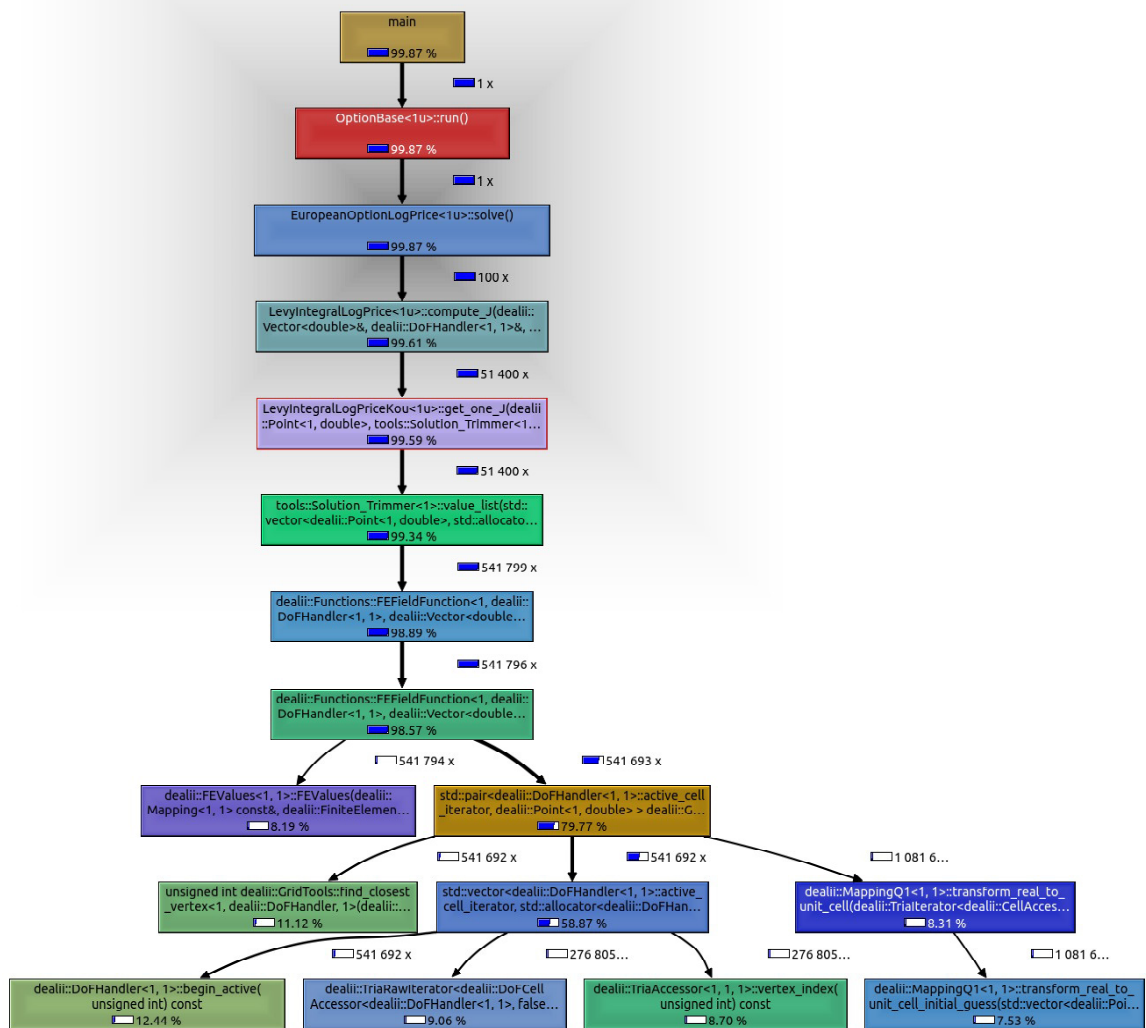 main
99.87 %
1 x
OptionBase<1u>::run()
99.87 %
1 x
EuropeanOptionLogPrice<1u>::solve()
99.87 %
100 x
LevyIntegralLogPrice<1u>::compute_J(dealii::
Vector<double>&, dealii::DoFHandler<1, 1>&, ...
99.61 %
51 400 x
LevyIntegralLogPriceKou<1u>::get_one_J(dealii
::Point<1, double>, tools::Solution_Trimmer<1...
99.59 %
51 400 x
tools::Solution_Trimmer<1>::value_list(std::
vector<dealii::Point<1, double>, std::allocato...
99.34 %
541 799 x
dealii::Functions::FEFieldFunction<1, dealii::
DoFHandler<1, 1>, dealii::Vector<double...
98.89 %
541 796 x
dealii::Functions::FEFieldFunction<1, dealii::
DoFHandler<1, 1>, dealii::Vector<double...
98.57 %
541 794 x
541 693 x
dealii::FEValues<1, 1>::FEValues(dealii::
Mapping<1, 1> const&, dealii::FiniteElemen...
8.19 %
std::pair<dealii::DoFHandler<1, 1>::active_cell
_iterator, dealii::Point<1, double> > dealii::G...
79.77 %
541 692 x
541 692 x
1 081 6...
unsigned int dealii::GridTools::find_closest
_vertex<1, dealii::DoFHandler, 1>(dealii::...
11.12 %
std::vector<dealii::DoFHandler<1, 1>::active_
cell_iterator, std::allocator<dealii::DoFHan...
58.87 %
dealii::MappingQ1<1, 1>::transform_real_to_
unit_cell(dealii::TriaIterator<dealii::CellAcces...
8.31 %
541 692 x
276 805...
276 805...
1 081 6...
dealii::DoFHandler<1, 1>::begin_active(
unsigned int) const
12.44 %
dealii::TriaRawIterator<dealii::DoFCell
Accessor<dealii::DoFHandler<1, 1>, false...
9.06 %
dealii::TriaAccessor<1, 1, 1>::vertex_index(
unsigned int) const
8.70 %
dealii::MappingQ1<1, 1>::transform_real_to_
unit_cell_initial_guess(std::vector<dealii::Poi...
7.53 %